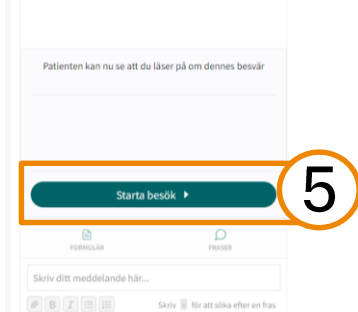 Patienten kan nu se att du läser på om dennes besvär
Starta besök
5
FORMULÄR
FRASER
Skriv ditt meddelande här...
B I
Skriv för att söka efter en fras